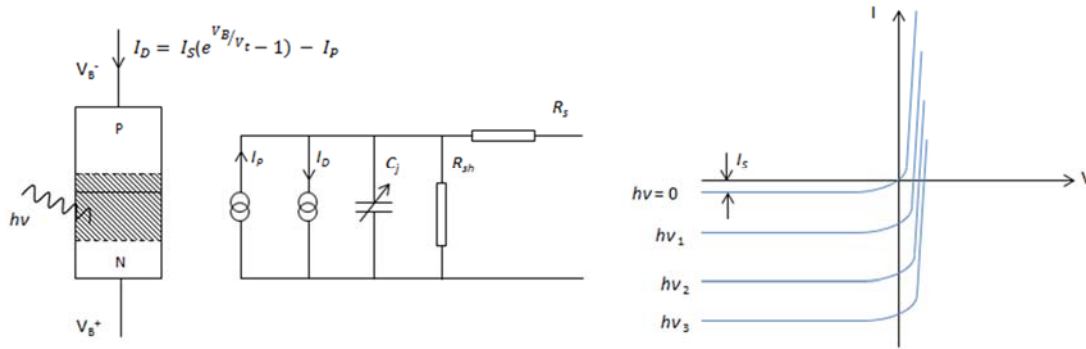 I_D = I_S(e^{V_B/V_t} − 1) − I_P
V_B^-
P
hv
N
V_B^+
R_s
I_P
I_D
C_j
R_sh
I
V
I_s
hv = 0
hv_1
hv_2
hv_3